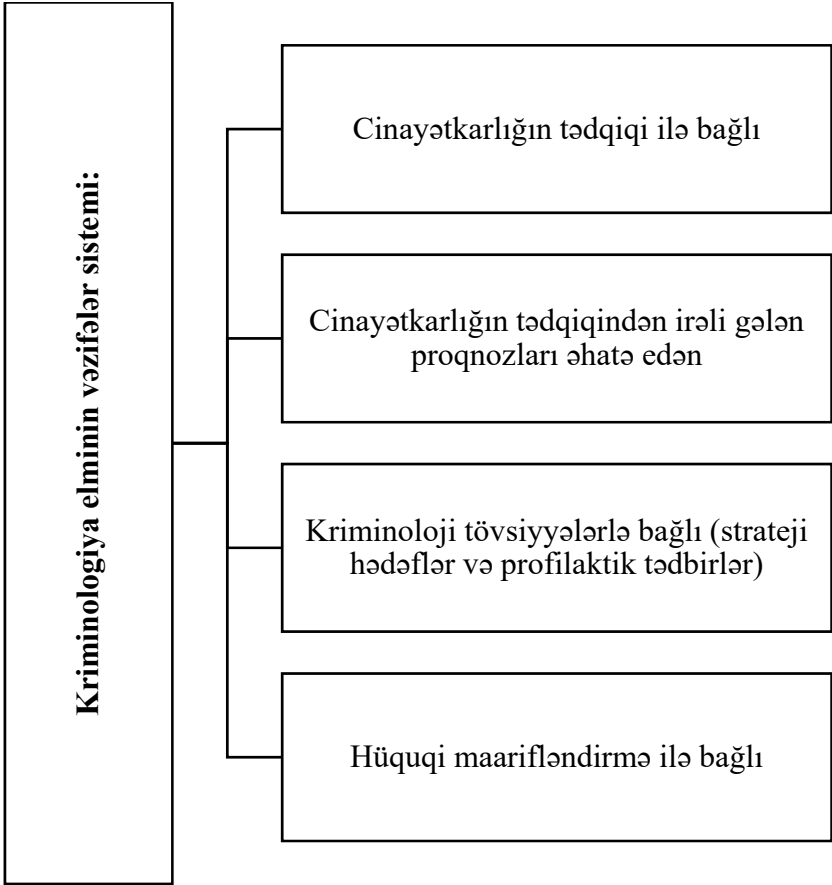 Kriminologiya elminin vəzifələr sistemi:
Cinayətkarlığın tədqiqi ilə bağlı
Cinayətkarlığın tədqiqindən irəli gələn
proqnozları əhatə edən
Kriminoloji tövsiyyələrlə bağlı (strateji
hədəflər və profilaktik tədbirlər)
Hüquqi maarifləndirmə ilə bağlı